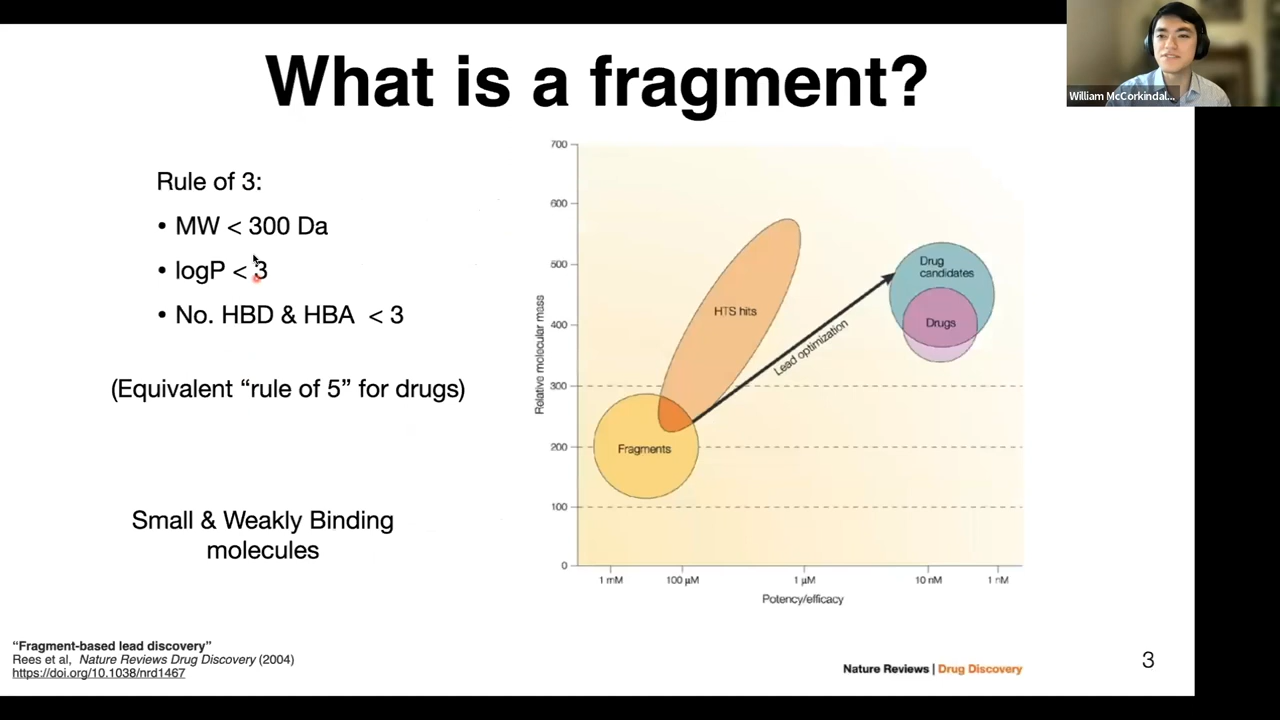 What is a fragment?
William McCorkindal...
Rule of 3:
• MW < 300 Da
• logP < 3
• No. HBD & HBA < 3
(Equivalent “rule of 5” for drugs)
Small & Weakly Binding
molecules
Relative molecular mass
700
600
500
400
300
200
100
0
HTS hits
Fragments
Lead optimization
Drug
candidates
Drugs
1 mM
100 µM
1 µM
10 nM
1 nM
Potency/efficacy
“Fragment-based lead discovery”
Rees et al, Nature Reviews Drug Discovery (2004)
https://doi.org/10.1038/nrd1467
Nature Reviews | Drug Discovery
3